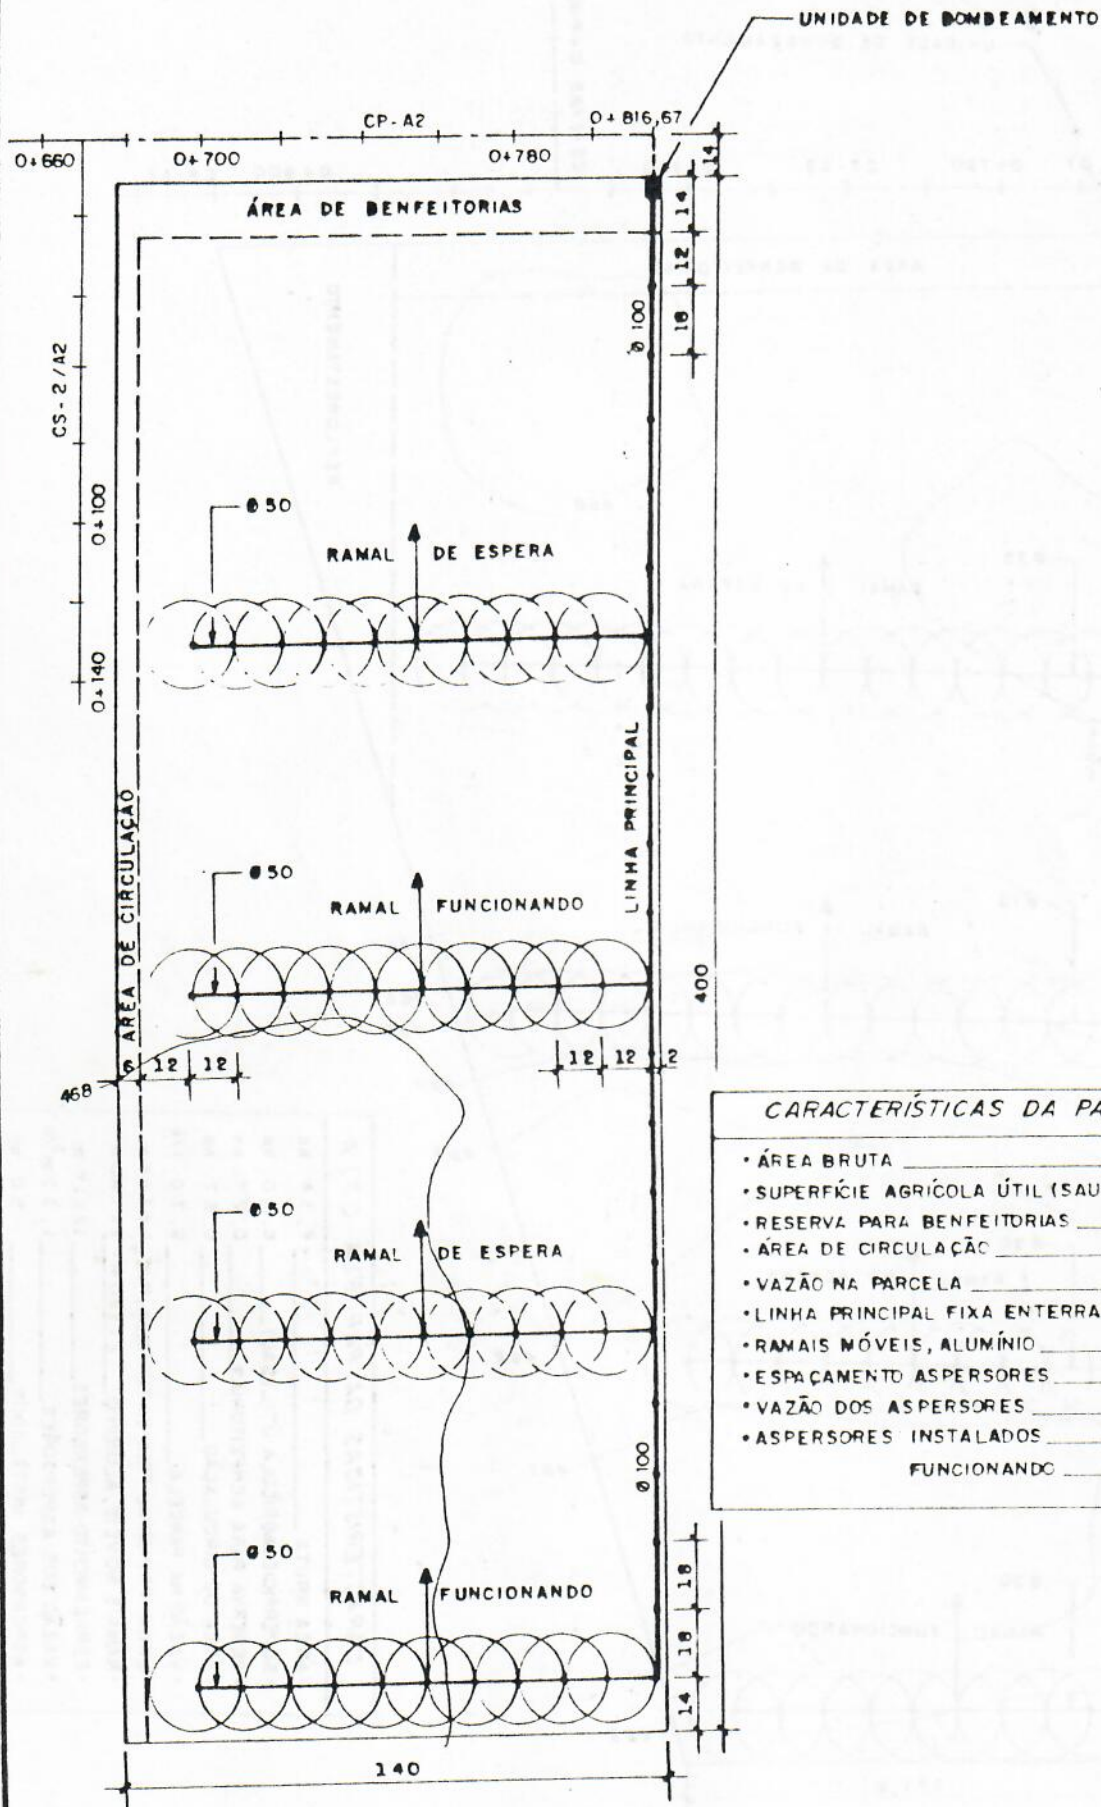 UNIDADE DE BOMBEAMENTO
CP-A2
0+816,67
0+660
0+700
0+780
14
ÁREA DE BENFEITORIAS
14
12
18
Ø 100
CS-2/A2
0+100
0+140
Ø50
RAMAL DE ESPERA
LINHA PRINCIPAL
ÁREA DE CIRCULAÇÃO
Ø50
RAMAL FUNCIONANDO
400
6
12
12
12
12
2
468
Ø50
RAMAL DE ESPERA
Ø 100
CARACTERÍSTICAS DA PA
• ÁREA BRUTA
• SUPERFÍCIE AGRÍCOLA ÚTIL (SAU
• RESERVA PARA BENFEITORIAS
• ÁREA DE CIRCULAÇÃO
• VAZÃO NA PARCELA
• LINHA PRINCIPAL FIXA ENTERRA
• RAMAIS MÓVEIS, ALUMÍNIO
• ESPAÇAMENTO ASPERSORES
• VAZÃO DOS ASPERSORES
• ASPERSORES INSTALADOS
FUNCIONANDO
Ø50
RAMAL FUNCIONANDO
18
18
14
140